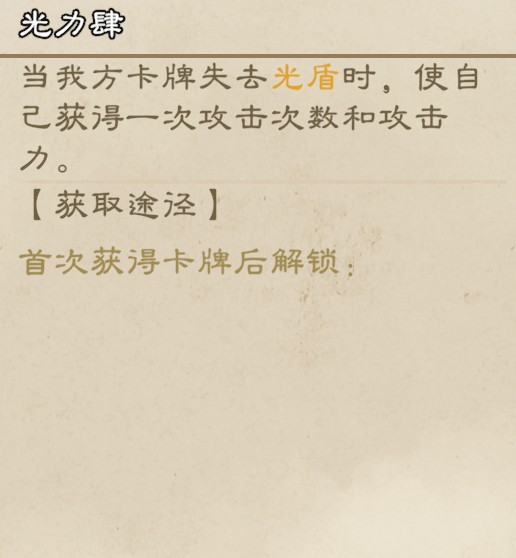 光力肆
当我方卡牌失去光盾时，使自
己获得一次攻击次数和攻击
力。
【获取途径】
首次获得卡牌后解锁；